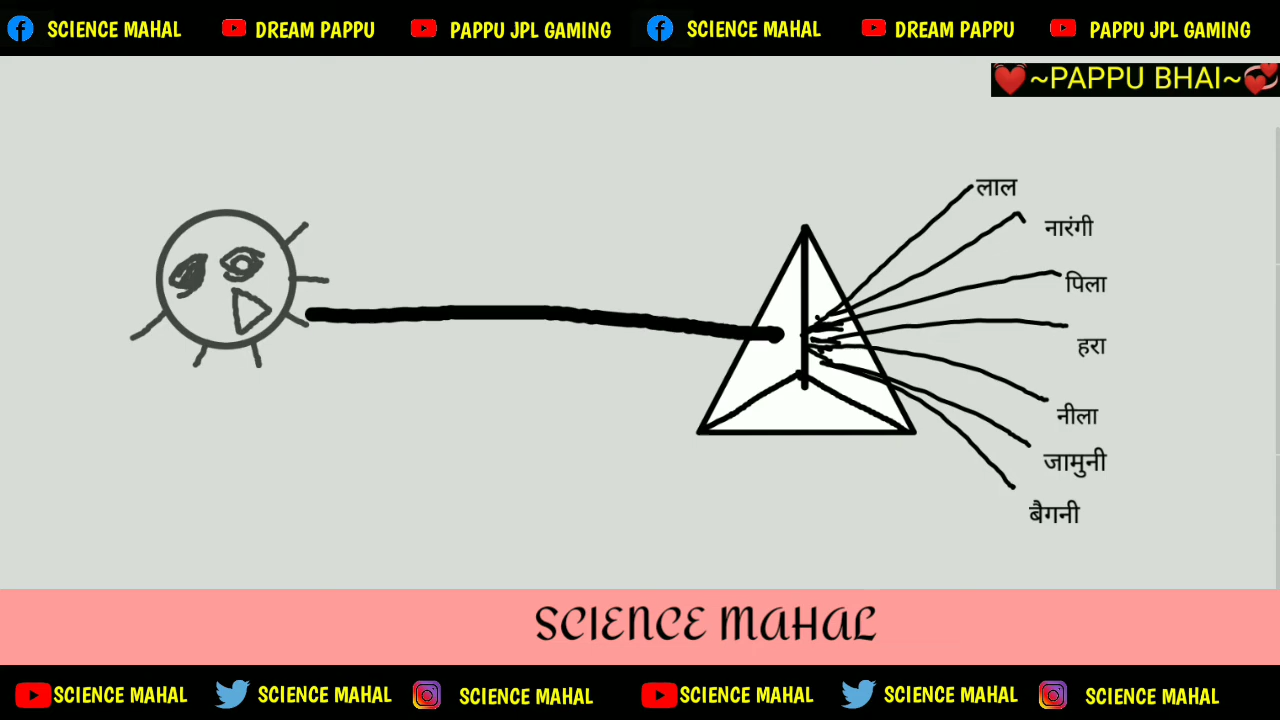 SCIENCE MAHAL DREAM PAPPU PAPPU JPL GAMING SCIENCE MAHAL DREAM PAPPU PAPPU JPL GAMING
~PAPPU BHAI~
लाल
नारंगी
पिला
हरा
नीला
जामुनी
बैगनी
SCIENCE MAHAL
SCIENCE MAHAL SCIENCE MAHAL SCIENCE MAHAL SCIENCE MAHAL SCIENCE MAHAL SCIENCE MAHAL